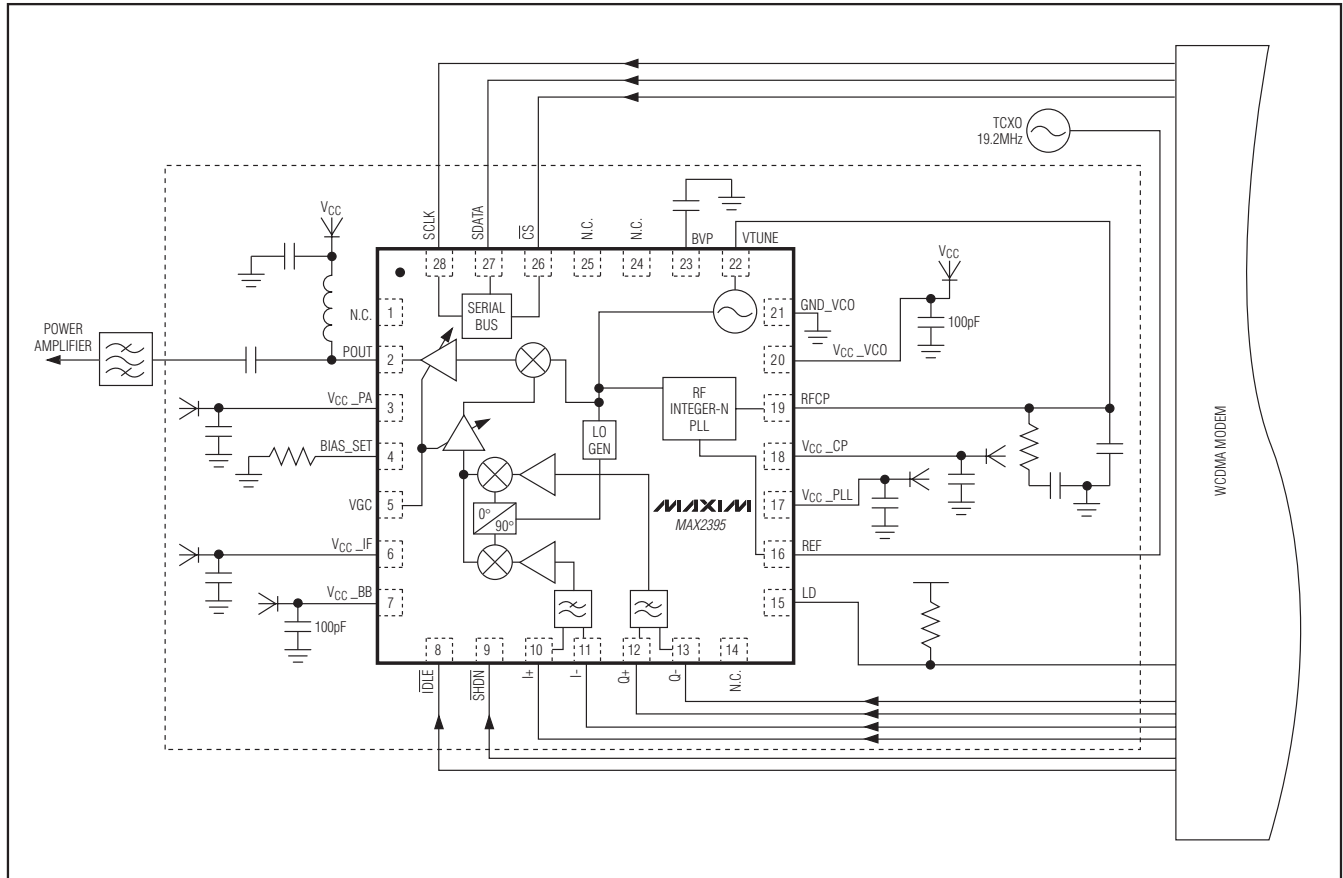 TCXO
19.2MHz
WCDMA MODEM
VCC
SCLK
SDATA
CS
N.C.
N.C.
BVP
VTUNE
28
27
26
25
24
23
22
VCC
100pF
SERIAL
BUS
N.C.
1
POWER
AMPLIFIER
POUT
2
VCC_PA
3
BIAS_SET
4
VGC
5
VCC_IF
6
VCC_BB
7
100pF
LO
GEN
RF
INTEGER-N
PLL
0°
90°
MAXIM
MAX2395
21
GND_VCO
20
VCC_VCO
19
RFCP
18
VCC_CP
17
VCC_PLL
16
REF
15
LD
8
9
10
11
12
13
14
IDLE
SHDN
I+
I-
Q+
Q-
N.C.